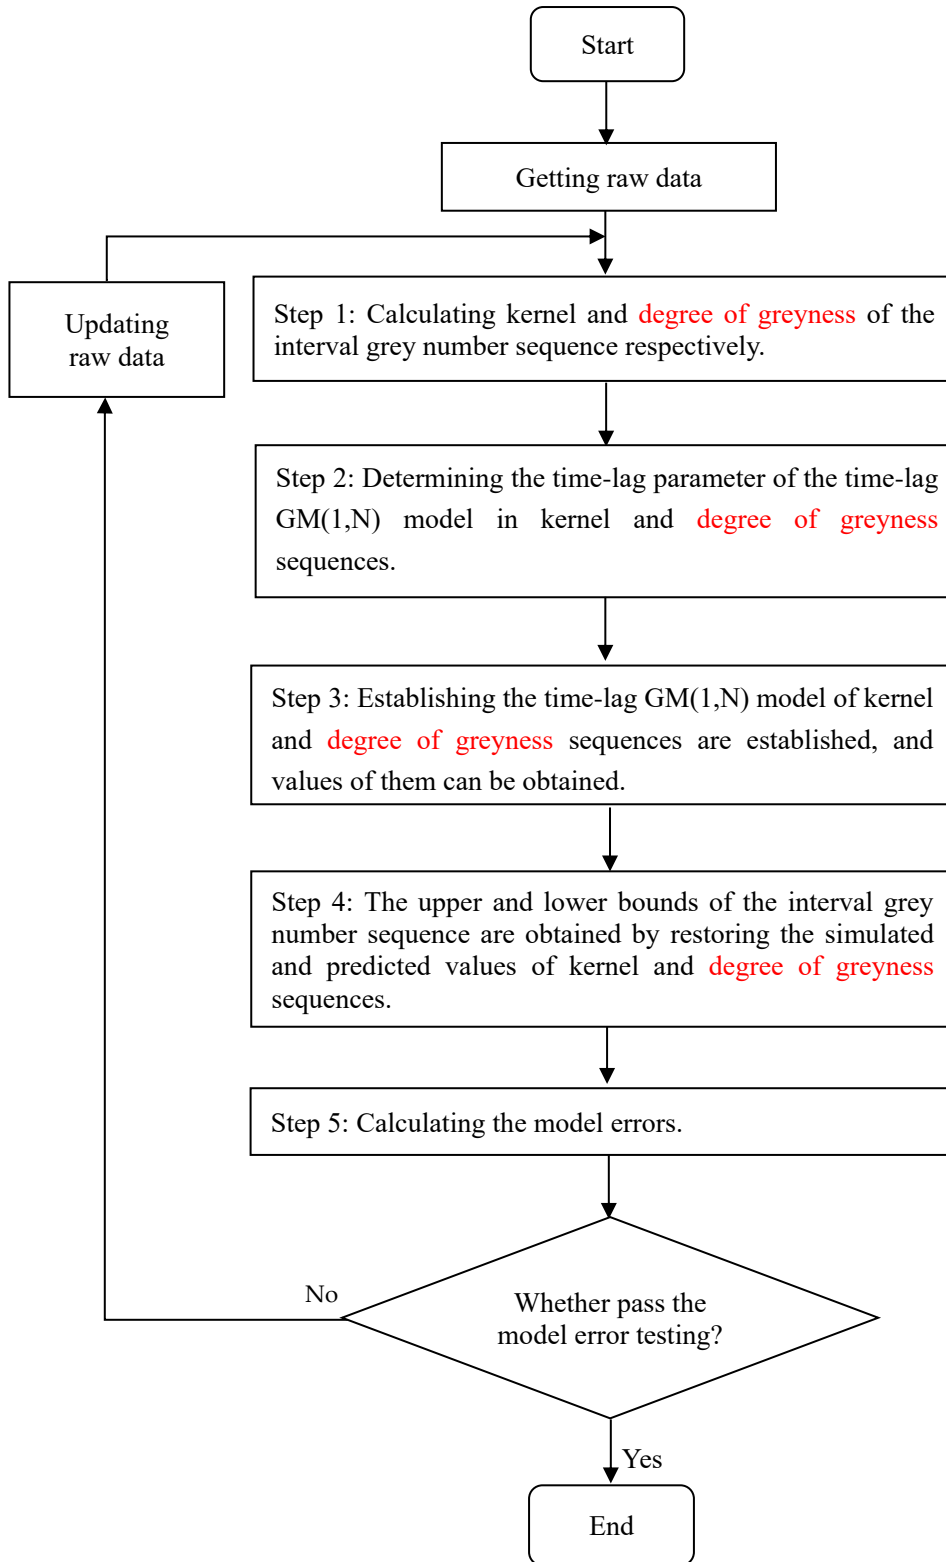 Start
Getting raw data
Updating
raw data
Step 1: Calculating kernel and degree of greyness of the
interval grey number sequence respectively.
Step 2: Determining the time-lag parameter of the time-lag
GM(1,N) model in kernel and degree of greyness
sequences.
Step 3: Establishing the time-lag GM(1,N) model of kernel
and degree of greyness sequences are established, and
values of them can be obtained.
Step 4: The upper and lower bounds of the interval grey
number sequence are obtained by restoring the simulated
and predicted values of kernel and degree of greyness
sequences.
Step 5: Calculating the model errors.
No
Whether pass the
model error testing?
Yes
End